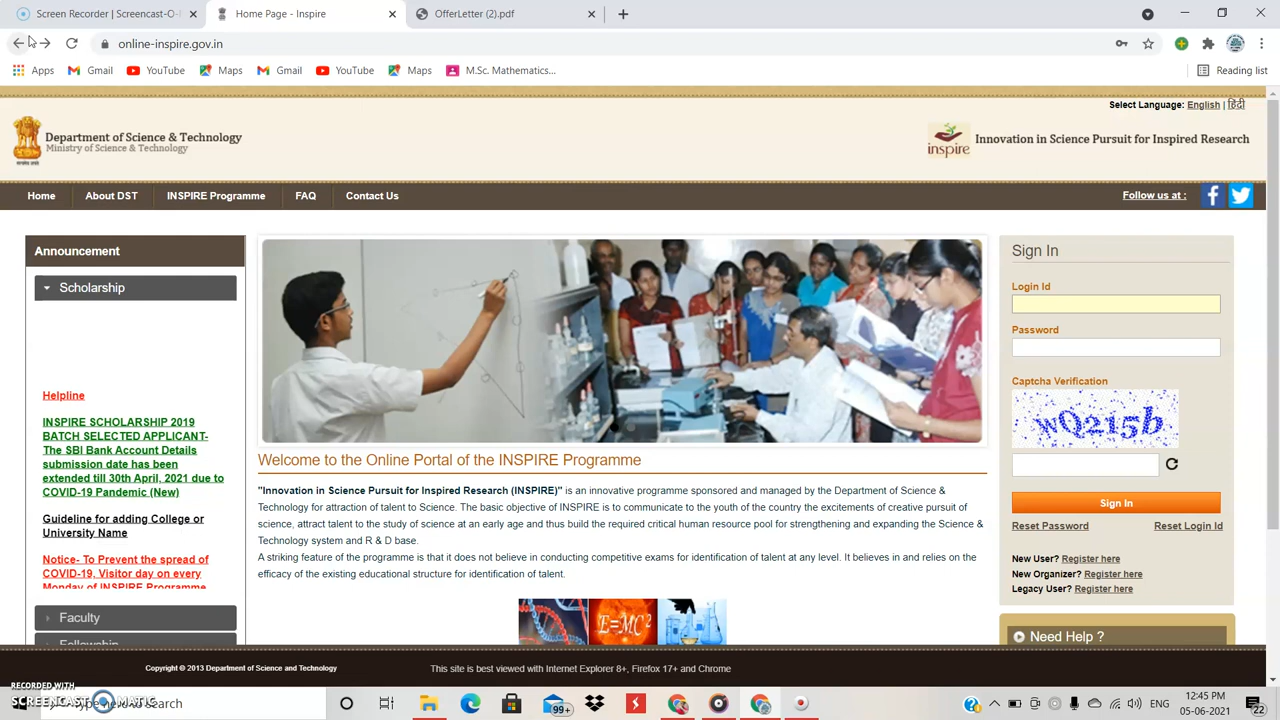 Screen Recorder | Screencast-O-
Home Page - Inspire
OfferLetter (2).pdf
online-inspire.gov.in
Apps
Gmail
YouTube
Maps
Gmail
YouTube
Maps
M.Sc. Mathematics...
Reading list
Select Language: English | हिंदी
Department of Science & Technology
Ministry of Science & Technology
inspire
Innovation in Science Pursuit for Inspired Research
Home
About DST
INSPIRE Programme
FAQ
Contact Us
Follow us at :
Announcement
Scholarship
Helpline
INSPIRE SCHOLARSHIP 2019
BATCH SELECTED APPLICANT-
The SBI Bank Account Details
submission date has been
extended till 30th April, 2021 due to
COVID-19 Pandemic (New)
Guideline for adding College or
University Name
Notice- To Prevent the spread of
COVID-19, Visitor day on every
Monday of INSPIRE Programme
Faculty
Fellowship
Welcome to the Online Portal of the INSPIRE Programme
"Innovation in Science Pursuit for Inspired Research (INSPIRE)" is an innovative programme sponsored and managed by the Department of Science &
Technology for attraction of talent to Science. The basic objective of INSPIRE is to communicate to the youth of the country the excitements of creative pursuit of
science, attract talent to the study of science at an early age and thus build the required critical human resource pool for strengthening and expanding the Science &
Technology system and R & D base.
A striking feature of the programme is that it does not believe in conducting competitive exams for identification of talent at any level. It believes in and relies on the
efficacy of the existing educational structure for identification of talent.
E=MC²
Sign In
Login Id
Password
Captcha Verification
NQ215b
Sign In
Reset Password
Reset Login Id
New User? Register here
New Organizer? Register here
Legacy User? Register here
Need Help ?
Copyright © 2013 Department of Science and Technology
This site is best viewed with Internet Explorer 8+, Firefox 17+ and Chrome
RECORDED WITH
SCREENCAST MATIC
Type here to search
99+
12:45 PM
05-06-2021
22